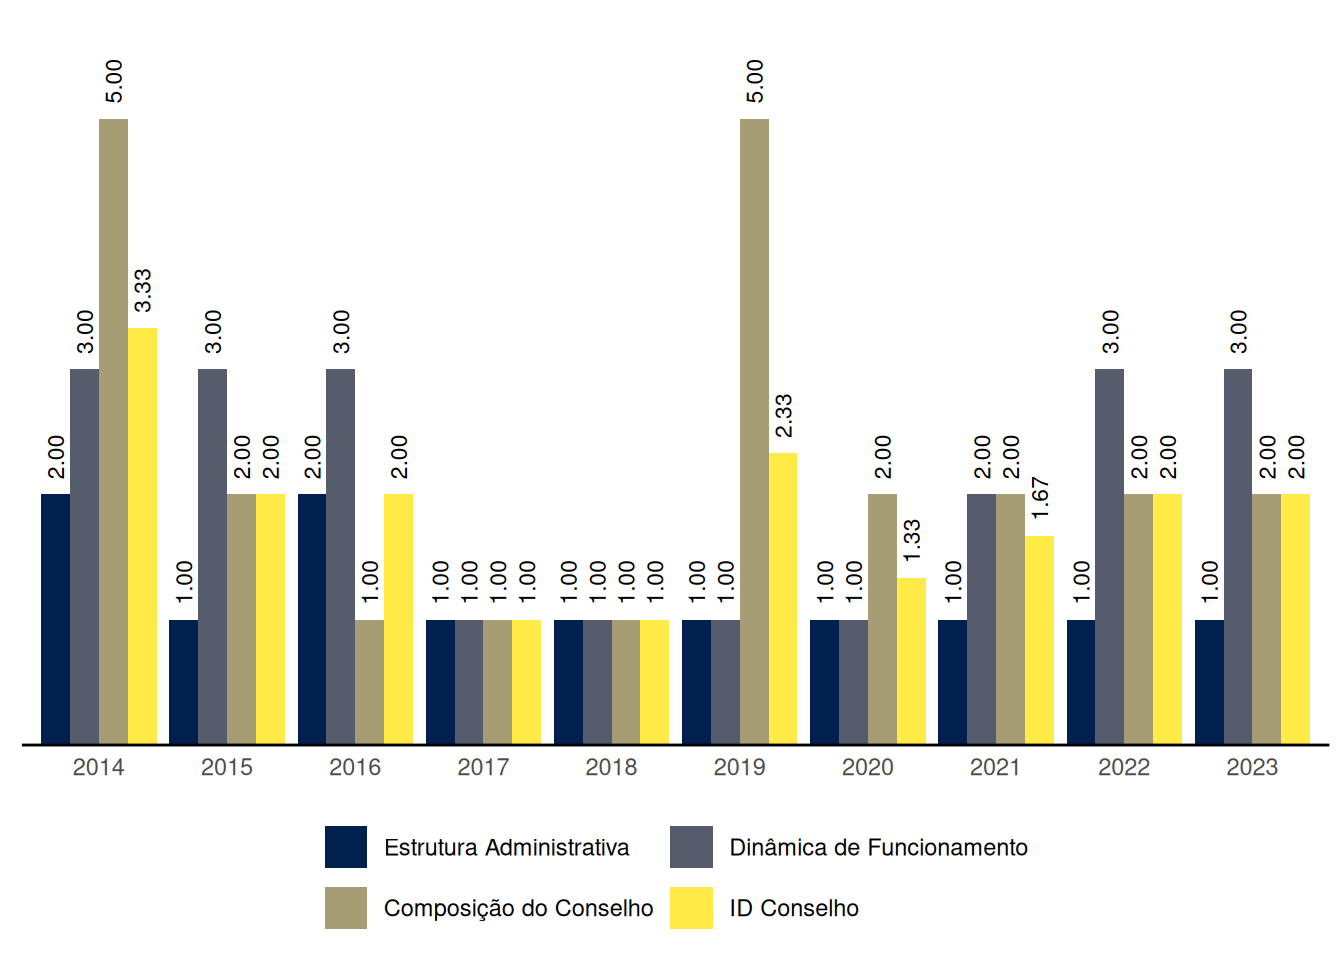 2.00 3.00 5.00 3.33 1.00 3.00 2.00 2.00 2.00 3.00 1.00 2.00 1.00 1.00 1.00 1.00 1.00 1.00 1.00 1.00 1.00 1.00 5.00 2.33 1.00 1.00 2.00 1.33 1.00 2.00 2.00 1.67 1.00 3.00 2.00 2.00 1.00 3.00 2.00 2.00
2014 2015 2016 2017 2018 2019 2020 2021 2022 2023
Estrutura Administrativa Dinâmica de Funcionamento
Composição do Conselho ID Conselho